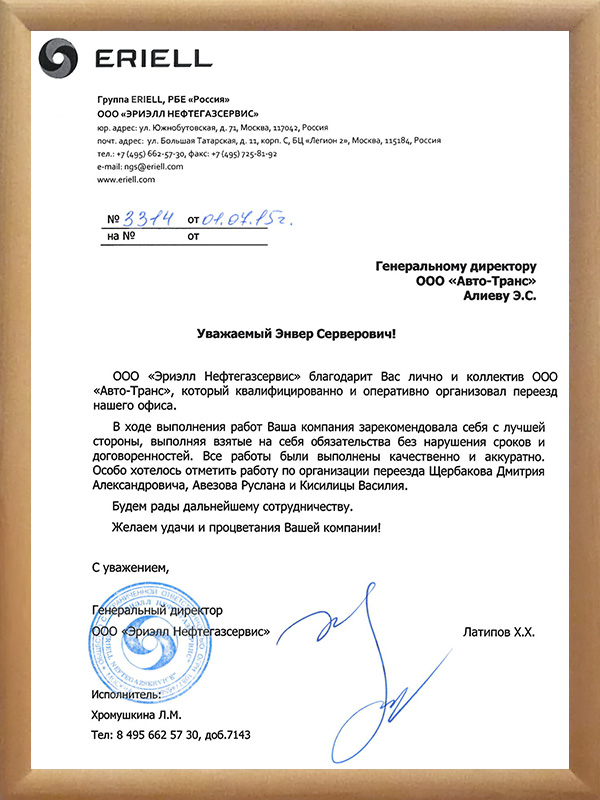 ERIELL
Группа ERIELL, РБЕ «Россия»
ООО «ЭРИЭЛЛ НЕФТЕГАЗСЕРВИС»
юр. адрес: ул. Южнобутовская, д. 71, Москва, 117042, Россия
почт. адрес: ул. Большая Татарская, д. 11, корп. С, БЦ «Легион 2», Москва, 115184, Россия
тел.: +7 (495) 662-57-30, факс: +7 (495) 725-81-92
e-mail: ngs@eriell.com
www.eriell.com
№ 3314 от 01.07.15г.
на № от
Генеральному директору
ООО «Авто-Транс»
Алиеву Э.С.
Уважаемый Энвер Серверович!
ООО «Эриэлл Нефтегазсервис» благодарит Вас лично и коллектив ООО
«Авто-Транс», который квалифицированно и оперативно организовал переезд
нашего офиса.
В ходе выполнения работ Ваша компания зарекомендовала себя с лучшей
стороны, выполняя взятые на себя обязательства без нарушения сроков и
договоренностей. Все работы были выполнены качественно и аккуратно.
Особо хотелось отметить работу по организации переезда Щербакова Дмитрия
Александровича, Авезова Руслана и Кисилицы Василия.
Будем рады дальнейшему сотрудничеству.
Желаем удачи и процветания Вашей компании!
С уважением,
Генеральный директор
ООО «Эриэлл Нефтегазсервис» Латипов Х.Х.
Исполнитель:
Хромушкина Л.М.
Тел: 8 495 662 57 30, доб.7143